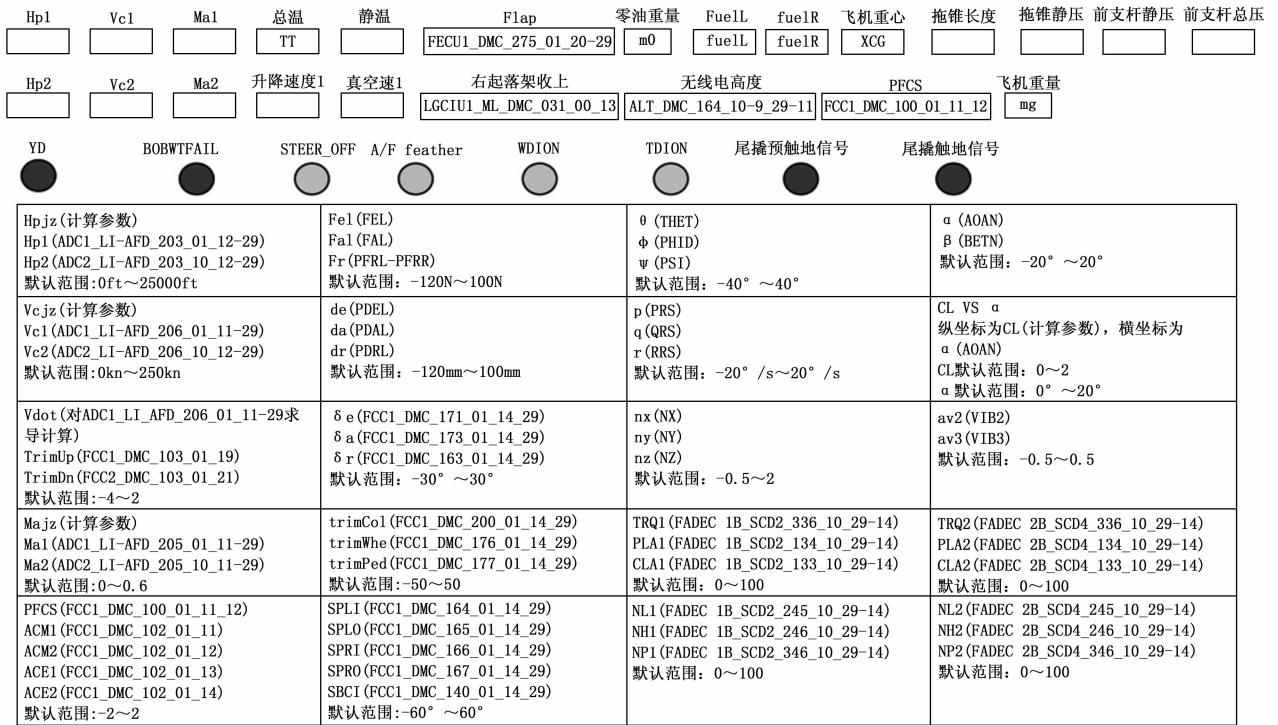 Hp1 Vc1 Ma1 总温 静温 Flap 零油重量 FuelL fuelR 飞机重心 拖锥长度 拖锥静压 前支杆静压 前支杆总压
TT FECU1_DMC_275_01_20-29 m0 fuelL fuelR XCG
Hp2 Vc2 Ma2 升降速度1 真空速1 右起落架收上 无线电高度 PFCS 飞机重量
LGCIU1_ML_DMC_031_00_13 ALT_DMC_164_10-9_29-11 FCC1_DMC_100_01_11_12 mg
YD BOBWTFAIL STEER_OFF A/F feather WDION TDION 尾撬预触地信号 尾撬触地信号
Hpjz(计算参数)
Hp1(ADC1_LI-AFD_203_01_12-29)
Hp2(ADC2_LI-AFD_203_10_12-29)
默认范围:0ft～25000ft
Fel(FEL)
Fal(FAL)
Fr(PFRL-PFRR)
默认范围：-120N～100N
θ(THET)
φ(PHID)
ψ(PSI)
默认范围：-40°～40°
α(AOAN)
β(BETN)
默认范围：-20°～20°
Vcjz(计算参数)
Vc1(ADC1_LI-AFD_206_01_11-29)
Vc2(ADC2_LI-AFD_206_10_12-29)
默认范围:0kn～250kn
de(PDEL)
da(PDAL)
dr(PDRL)
默认范围：-120mm～100mm
p(PRS)
q(QRS)
r(RRS)
默认范围：-20°/s～20°/s
CL VS α
纵坐标为CL(计算参数)，横坐标为
α(AOAN)
CL默认范围：0～2
α默认范围：0°～20°
Vdot(对ADC1_LI_AFD_206_01_11-29求
导计算)
TrimUp(FCC1_DMC_103_01_19)
TrimDn(FCC2_DMC_103_01_21)
默认范围:-4～2
δe(FCC1_DMC_171_01_14_29)
δa(FCC1_DMC_173_01_14_29)
δr(FCC1_DMC_163_01_14_29)
默认范围：-30°～30°
nx(NX)
ny(NY)
nz(NZ)
默认范围：-0.5～2
av2(VIB2)
av3(VIB3)
默认范围：-0.5～0.5
Majz(计算参数)
Ma1(ADC1_LI-AFD_205_01_11-29)
Ma2(ADC2_LI-AFD_205_10_11-29)
默认范围:0～0.6
trimCol(FCC1_DMC_200_01_14_29)
trimWhe(FCC1_DMC_176_01_14_29)
trimPed(FCC1_DMC_177_01_14_29)
默认范围:-50～50
TRQ1(FADEC 1B_SCD2_336_10_29-14)
PLA1(FADEC 1B_SCD2_134_10_29-14)
CLA1(FADEC 1B_SCD2_133_10_29-14)
默认范围：0～100
TRQ2(FADEC 2B_SCD4_336_10_29-14)
PLA2(FADEC 2B_SCD4_134_10_29-14)
CLA2(FADEC 2B_SCD4_133_10_29-14)
默认范围：0～100
PFCS(FCC1_DMC_100_01_11_12)
ACM1(FCC1_DMC_102_01_11)
ACM2(FCC1_DMC_102_01_12)
ACE1(FCC1_DMC_102_01_13)
ACE2(FCC1_DMC_102_01_14)
默认范围:-2～2
SPLI(FCC1_DMC_164_01_14_29)
SPLO(FCC1_DMC_165_01_14_29)
SPRI(FCC1_DMC_166_01_14_29)
SPRO(FCC1_DMC_167_01_14_29)
SBCI(FCC1_DMC_140_01_14_29)
默认范围:-60°～60°
NL1(FADEC 1B_SCD2_245_10_29-14)
NH1(FADEC 1B_SCD2_246_10_29-14)
NP1(FADEC 1B_SCD2_346_10_29-14)
默认范围：0～100
NL2(FADEC 2B_SCD4_245_10_29-14)
NH2(FADEC 2B_SCD4_246_10_29-14)
NP2(FADEC 2B_SCD4_346_10_29-14)
默认范围：0～100